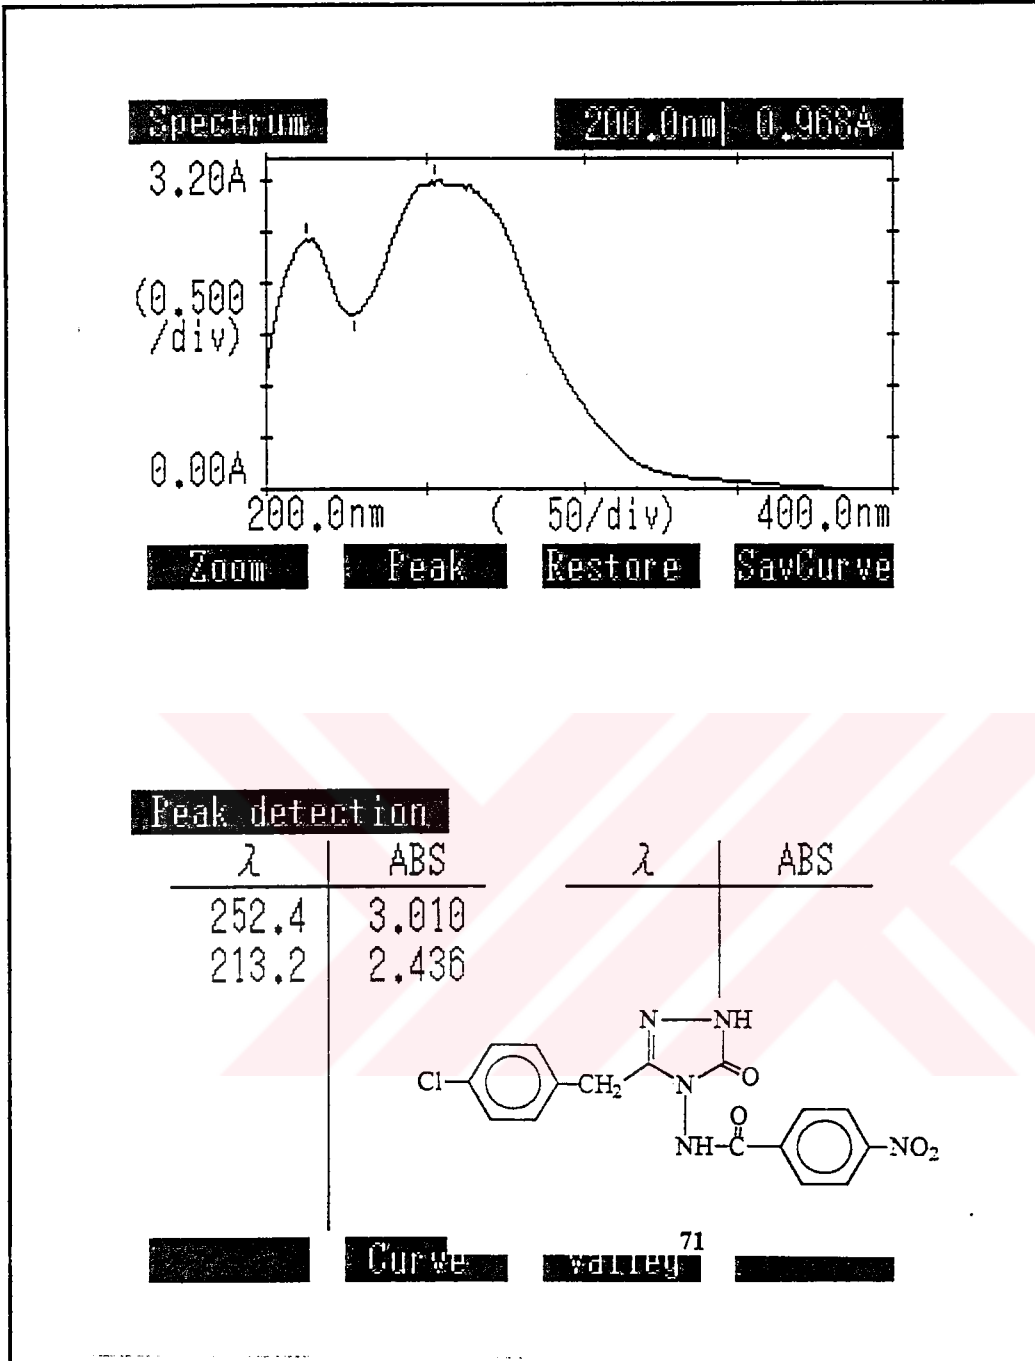 Spectrum 200.0nm 0.968A
3.20A
(0.500
/div)
0.00A
200.0nm ( 50/div) 400.0nm
Zoom Peak Restore SavCurve
Peak detection
λ ABS λ ABS
252.4 3.010
213.2 2.436
N NH
Cl CH₂ N O
O
NH-C NO₂
71
Curve Valley